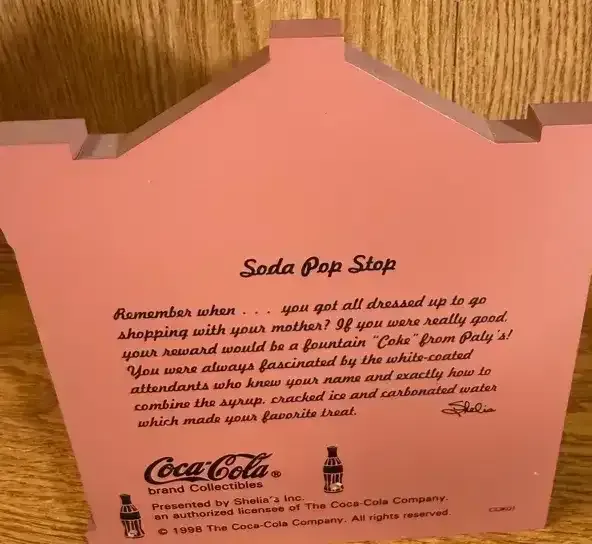 Soda Pop Stop
Remember when . . . you got all dressed up to go
shopping with your mother? If you were really good,
your reward would be a fountain "Coke" from Paly's!
You were always fascinated by the white-coated
attendants who knew your name and exactly how to
combine the syrup, cracked ice and carbonated water
which made your favorite treat.
Shelia
Coca-Cola®
brand Collectibles
Presented by Shelia's Inc.
an authorized licensee of The Coca-Cola Company.
© 1998 The Coca-Cola Company. All rights reserved.